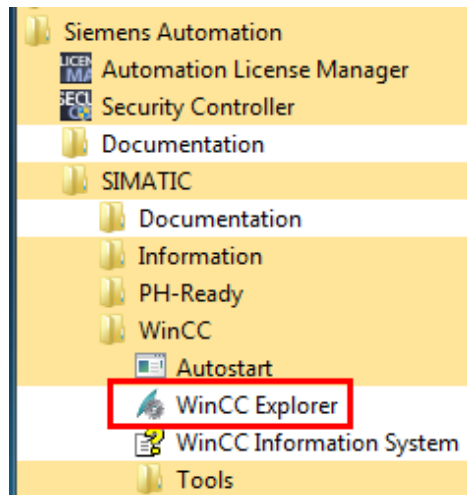 Siemens Automation
Automation License Manager
Security Controller
Documentation
SIMATIC
Documentation
Information
PH-Ready
WinCC
Autostart
WinCC Explorer
WinCC Information System
Tools